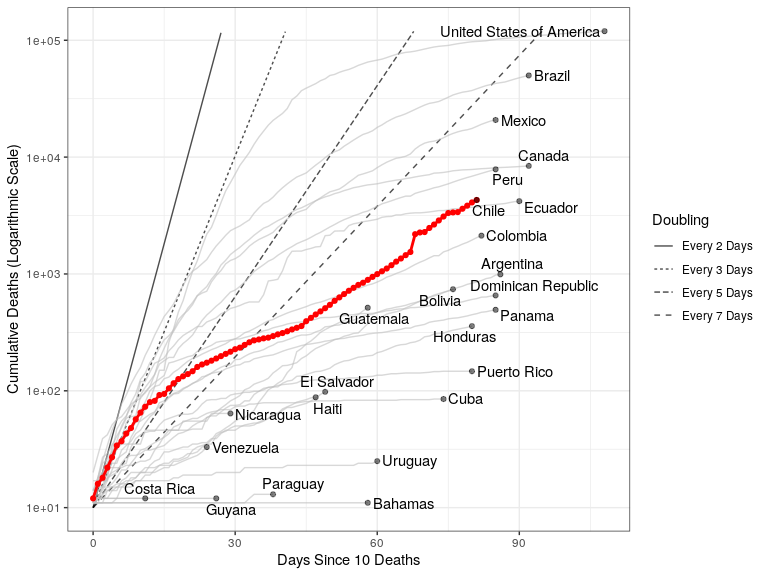 United States of America
Brazil
Mexico
Canada
Peru
Chile
Ecuador
Colombia
Argentina
Dominican Republic
Bolivia
Guatemala
Panama
Honduras
Puerto Rico
El Salvador
Haiti
Cuba
Nicaragua
Venezuela
Uruguay
Paraguay
Costa Rica
Guyana
Bahamas
1e+05
1e+04
1e+03
1e+02
1e+01
Cumulative Deaths (Logarithmic Scale)
0
30
60
90
Days Since 10 Deaths
Doubling
Every 2 Days
Every 3 Days
Every 5 Days
Every 7 Days